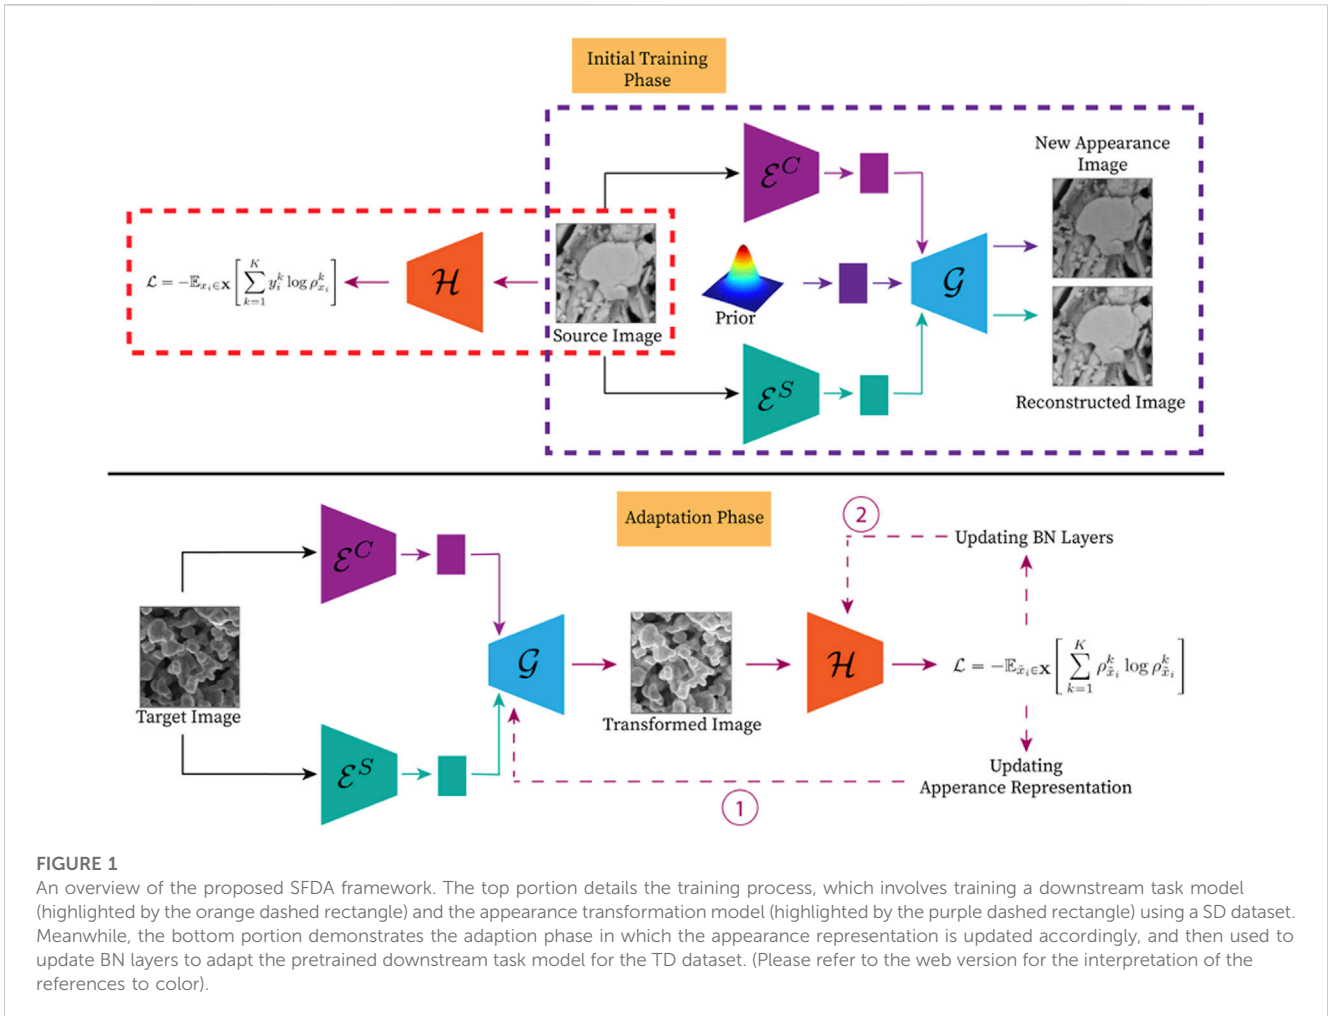 Initial Training
Phase
New Appearance
Image
ℰ^C
ℒ = −𝔼_{x_i∈𝐗} [ ∑_{k=1}^{K} y_i^k log ρ_{x_i}^k ]
ℋ
Source Image
Prior
𝒢
Reconstructed Image
ℰ^S
Adaptation Phase
2
Updating BN Layers
ℰ^C
Target Image
𝒢
Transformed Image
ℋ
ℒ = −𝔼_{x̃_i∈𝐗} [ ∑_{k=1}^{K} ρ_{x̃_i}^k log ρ_{x̃_i}^k ]
ℰ^S
1
Updating
Apperance Representation
FIGURE 1
An overview of the proposed SFDA framework. The top portion details the training process, which involves training a downstream task model
(highlighted by the orange dashed rectangle) and the appearance transformation model (highlighted by the purple dashed rectangle) using a SD dataset.
Meanwhile, the bottom portion demonstrates the adaption phase in which the appearance representation is updated accordingly, and then used to
update BN layers to adapt the pretrained downstream task model for the TD dataset. (Please refer to the web version for the interpretation of the
references to color).